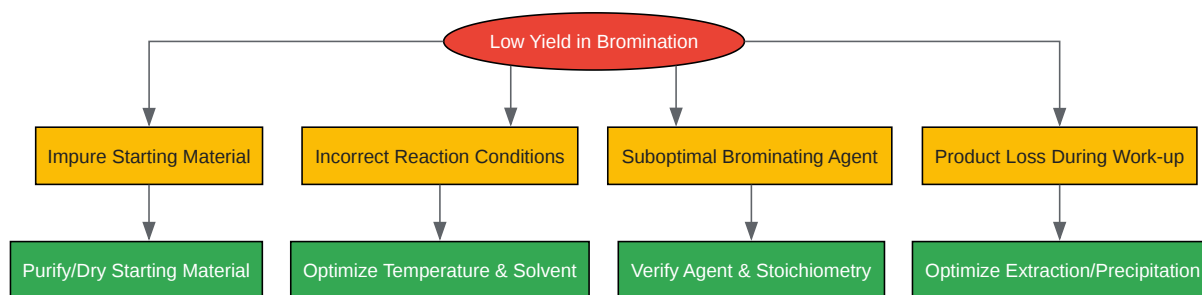 Low Yield in Bromination
Impure Starting Material
Incorrect Reaction Conditions
Suboptimal Brominating Agent
Product Loss During Work-up
Purify/Dry Starting Material
Optimize Temperature & Solvent
Verify Agent & Stoichiometry
Optimize Extraction/Precipitation